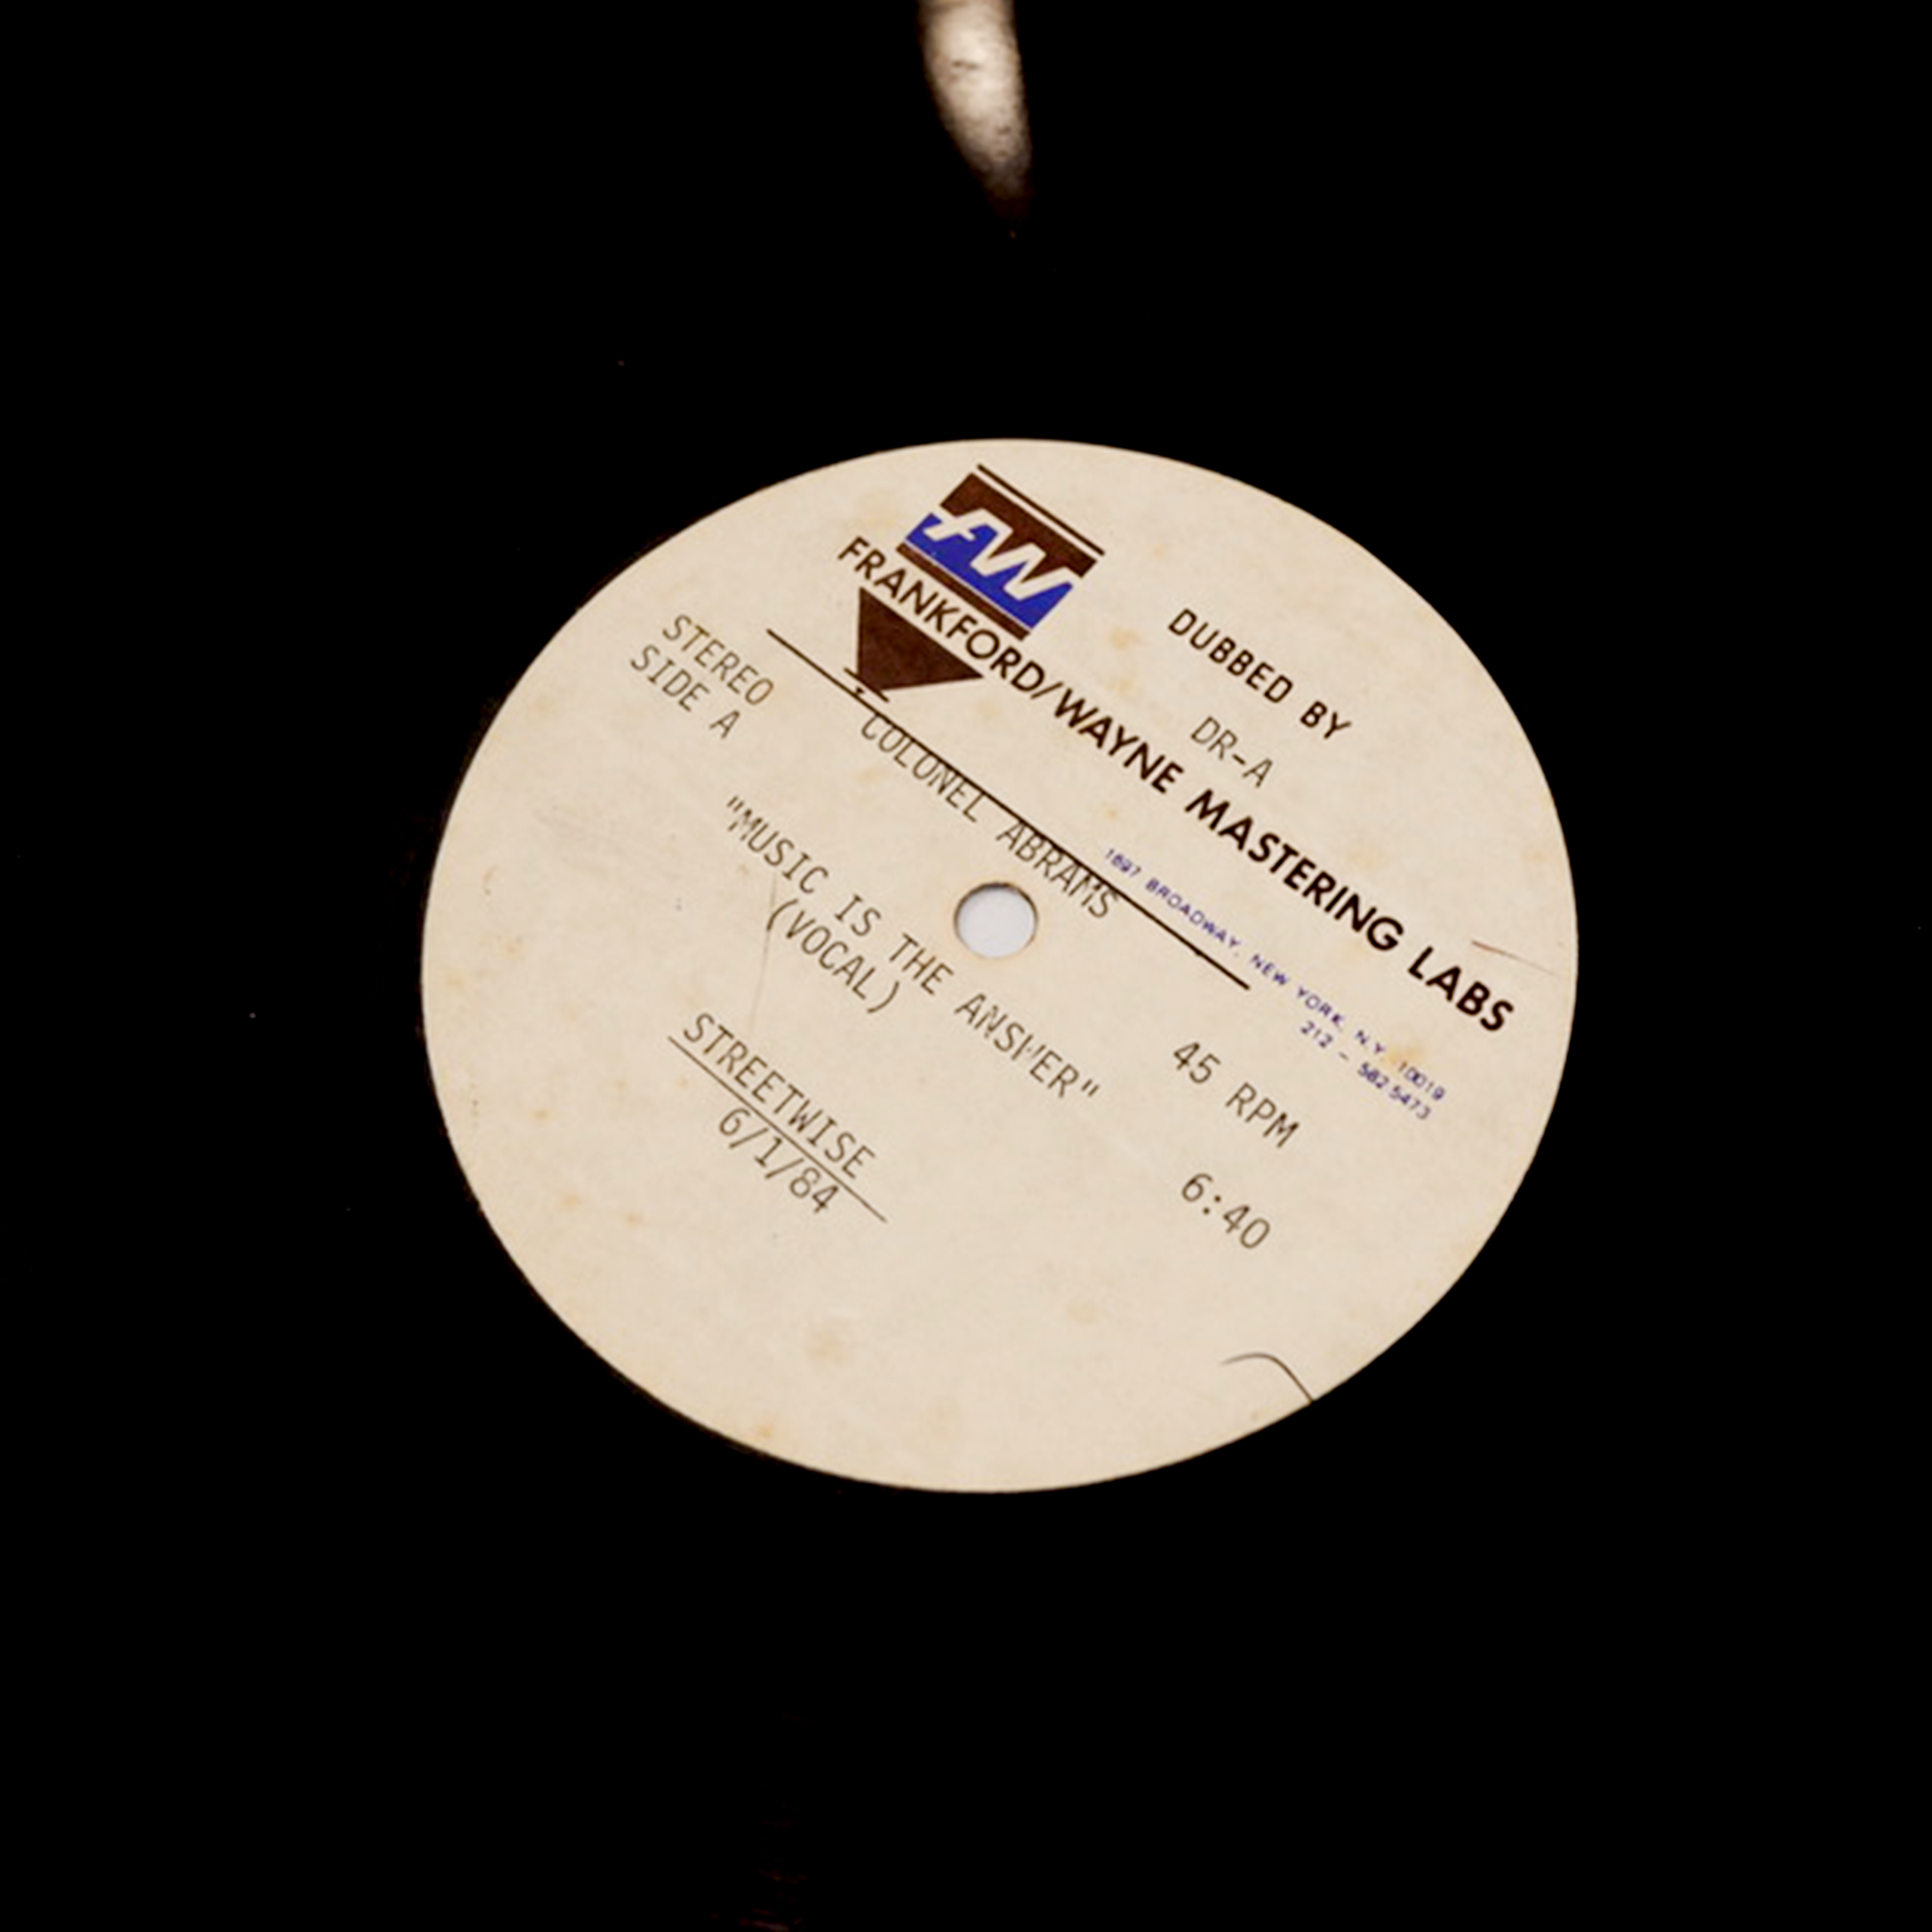 FW
FRANKFORD/WAYNE MASTERING LABS
DUBBED BY
DR-A
1697 BROADWAY, NEW YORK, N.Y. 10019
212 - 582 5473
STEREO
SIDE A
COLONEL ABRAMS
"MUSIC IS THE ANSWER"
(VOCAL)
45 RPM
6:40
STREETWISE
6/1/84